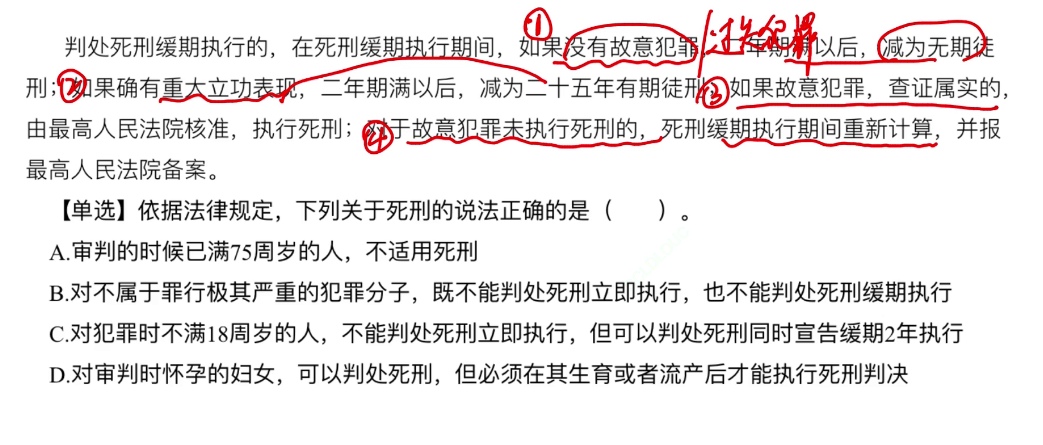 判处死刑缓期执行的，在死刑缓期执行期间，如果没有故意犯罪，二年期满以后，减为无期徒
刑；如果确有重大立功表现，二年期满以后，减为二十五年有期徒刑；如果故意犯罪，查证属实的，
由最高人民法院核准，执行死刑；对于故意犯罪未执行死刑的，死刑缓期执行期间重新计算，并报
最高人民法院备案。
①
/过失犯罪
②
③
④
【单选】依据法律规定，下列关于死刑的说法正确的是（　　）。
A.审判的时候已满75周岁的人，不适用死刑
B.对不属于罪行极其严重的犯罪分子，既不能判处死刑立即执行，也不能判处死刑缓期执行
C.对犯罪时不满18周岁的人，不能判处死刑立即执行，但可以判处死刑同时宣告缓期2年执行
D.对审判时怀孕的妇女，可以判处死刑，但必须在其生育或者流产后才能执行死刑判决